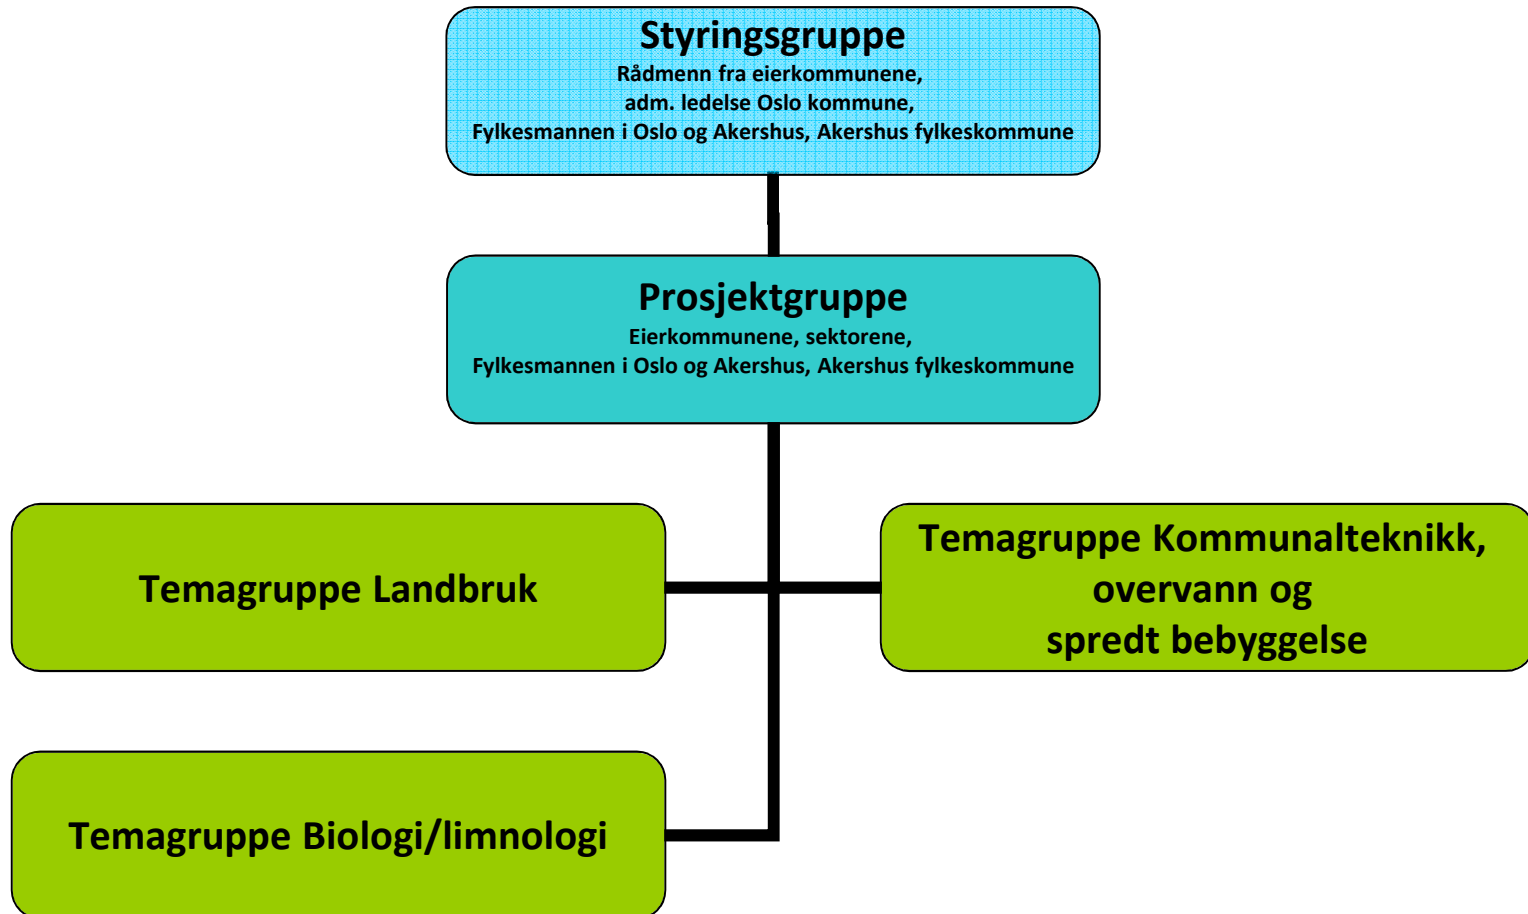 Styringsgruppe
Rådmenn fra eierkommunene,
adm. ledelse Oslo kommune,
Fylkesmannen i Oslo og Akershus, Akershus fylkeskommune
Prosjektgruppe
Eierkommunene, sektorene,
Fylkesmannen i Oslo og Akershus, Akershus fylkeskommune
Temagruppe Landbruk
Temagruppe Kommunalteknikk,
overvann og
spredt bebyggelse
Temagruppe Biologi/limnologi